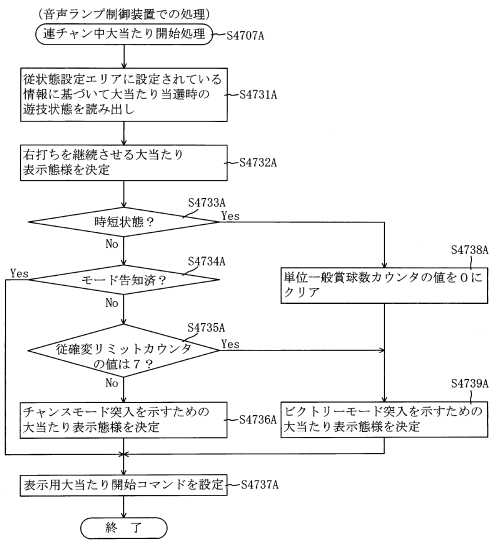 (音声ランプ制御装置での処理)
連チャン中大当たり開始処理
S4707A
従状態設定エリアに設定されている
情報に基づいて大当たり当選時の
遊技状態を読み出し
S4731A
右打ちを継続させる大当たり
表示態様を決定
S4732A
時短状態?
S4733A
Yes
No
モード告知済?
S4734A
Yes
No
従確変リミットカウンタ
の値は7?
S4735A
Yes
No
単位一般賞球数カウンタの値を0に
クリア
S4738A
チャンスモード突入を示すための
大当たり表示態様を決定
S4736A
ビクトリーモード突入を示すための
大当たり表示態様を決定
S4739A
表示用大当たり開始コマンドを設定
S4737A
終 了